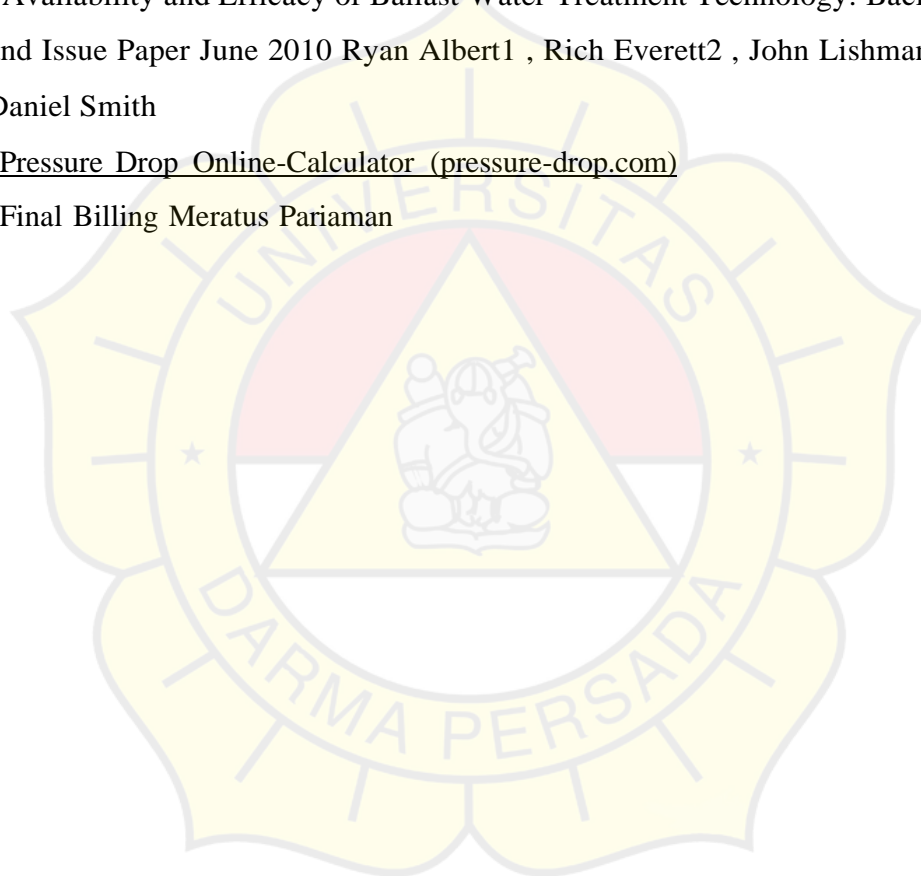 Availability and Efficacy of Ballast Water Treatment Technology:
nd Issue Paper June 2010 Ryan Albert1 , Rich Everett2 , John Lishman
Daniel Smith
Pressure Drop Online-Calculator (pressure-drop.com)
Final Billing Meratus Pariaman
UNIVERSITAS
DARMA PERSADA